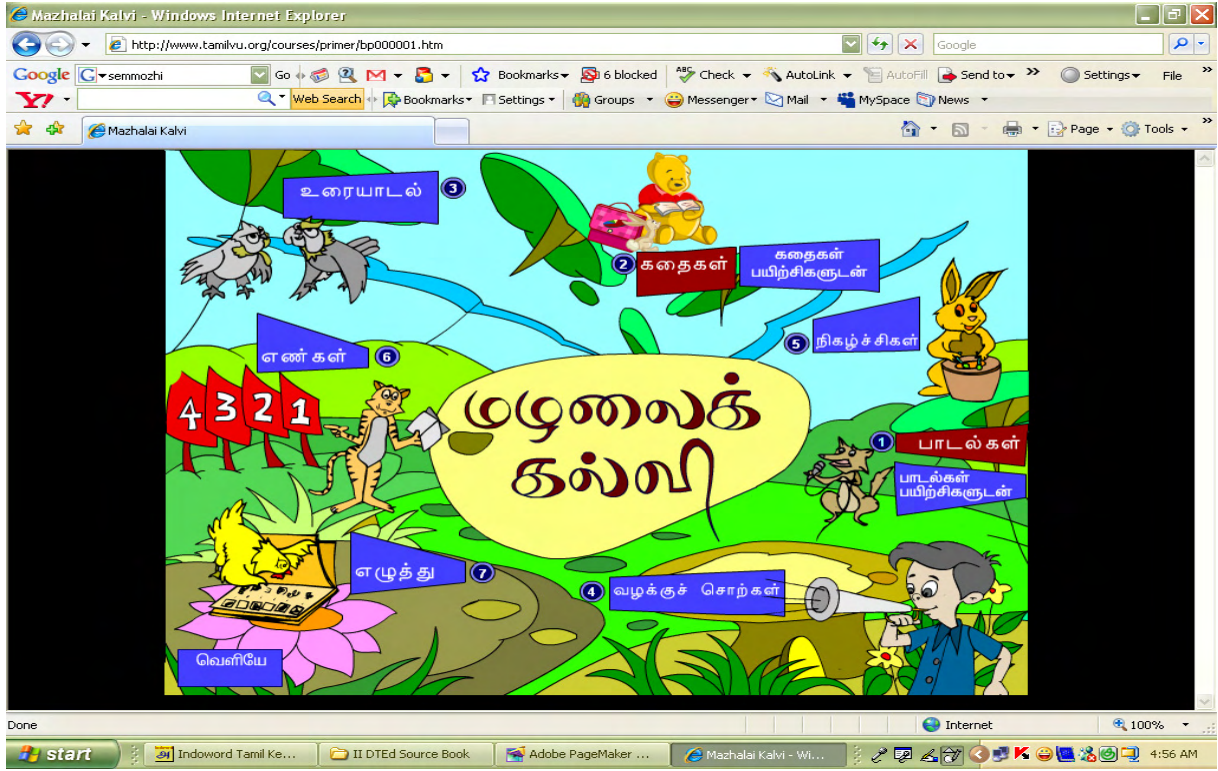 Mazhalai Kalvi - Windows Internet Explorer
http://www.tamilvu.org/courses/primer/bp000001.htm
Google
Google semmozhi Go Bookmarks 6 blocked Check AutoLink AutoFill Send to Settings File
Web Search Bookmarks Settings Groups Messenger Mail MySpace News
Mazhalai Kalvi Page Tools
உரையாடல் 3
2 கதைகள்
கதைகள்
பயிற்சிகளுடன்
5 நிகழ்ச்சிகள்
எண்கள் 6
4 3 2 1
மழலைக்
கல்வி
1 பாடல்கள்
பாடல்கள்
பயிற்சிகளுடன்
எழுத்து 7
4 வழக்குச் சொற்கள்
வெளியே
Done Internet 100%
start Indoword Tamil Ke... II DTEd Source Book Adobe PageMaker ... Mazhalai Kalvi - Wi... 4:56 AM